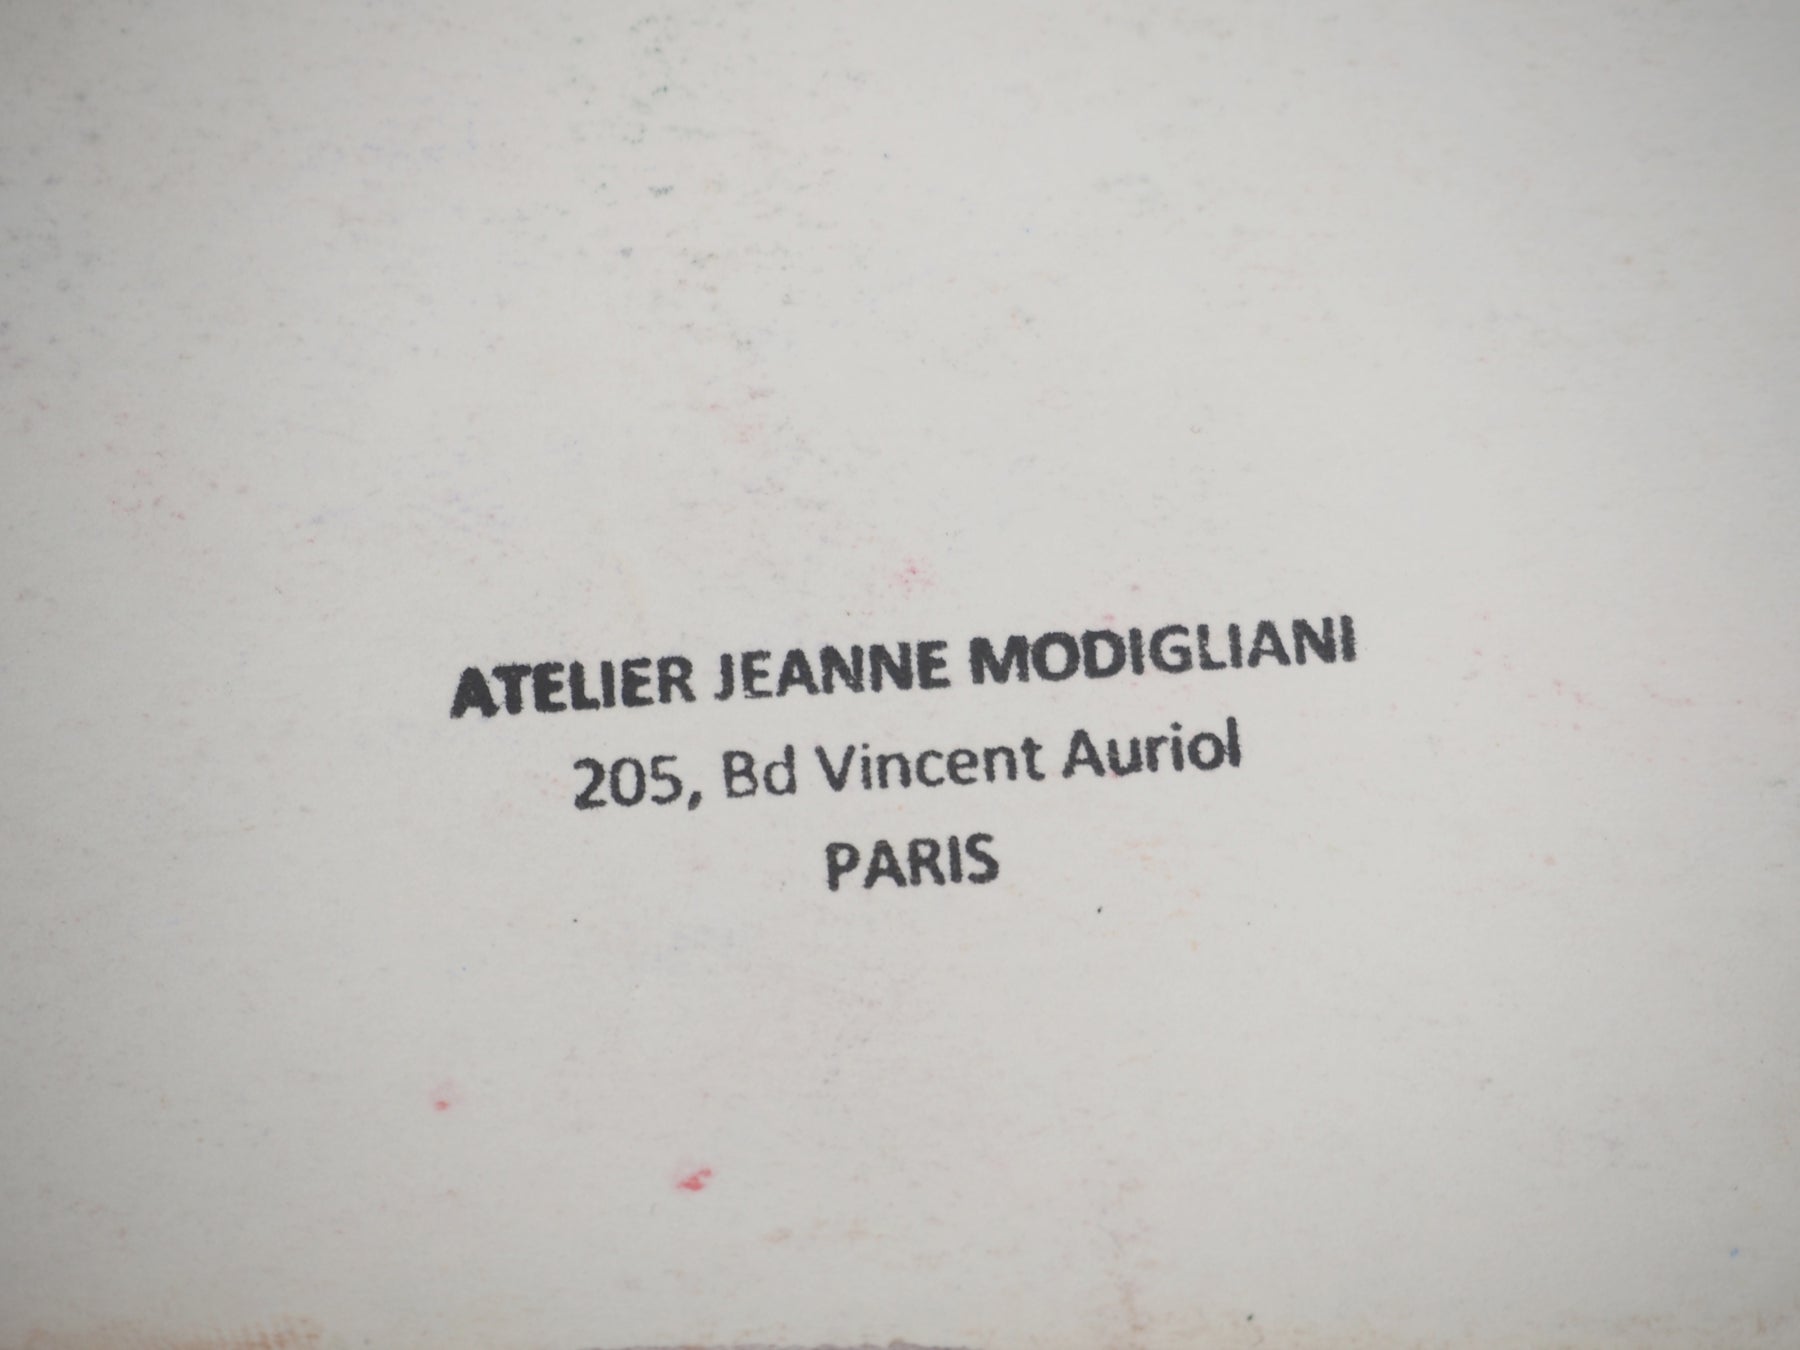 ATELIER JEANNE MODIGLIANI
205, Bd Vincent Auriol
PARIS